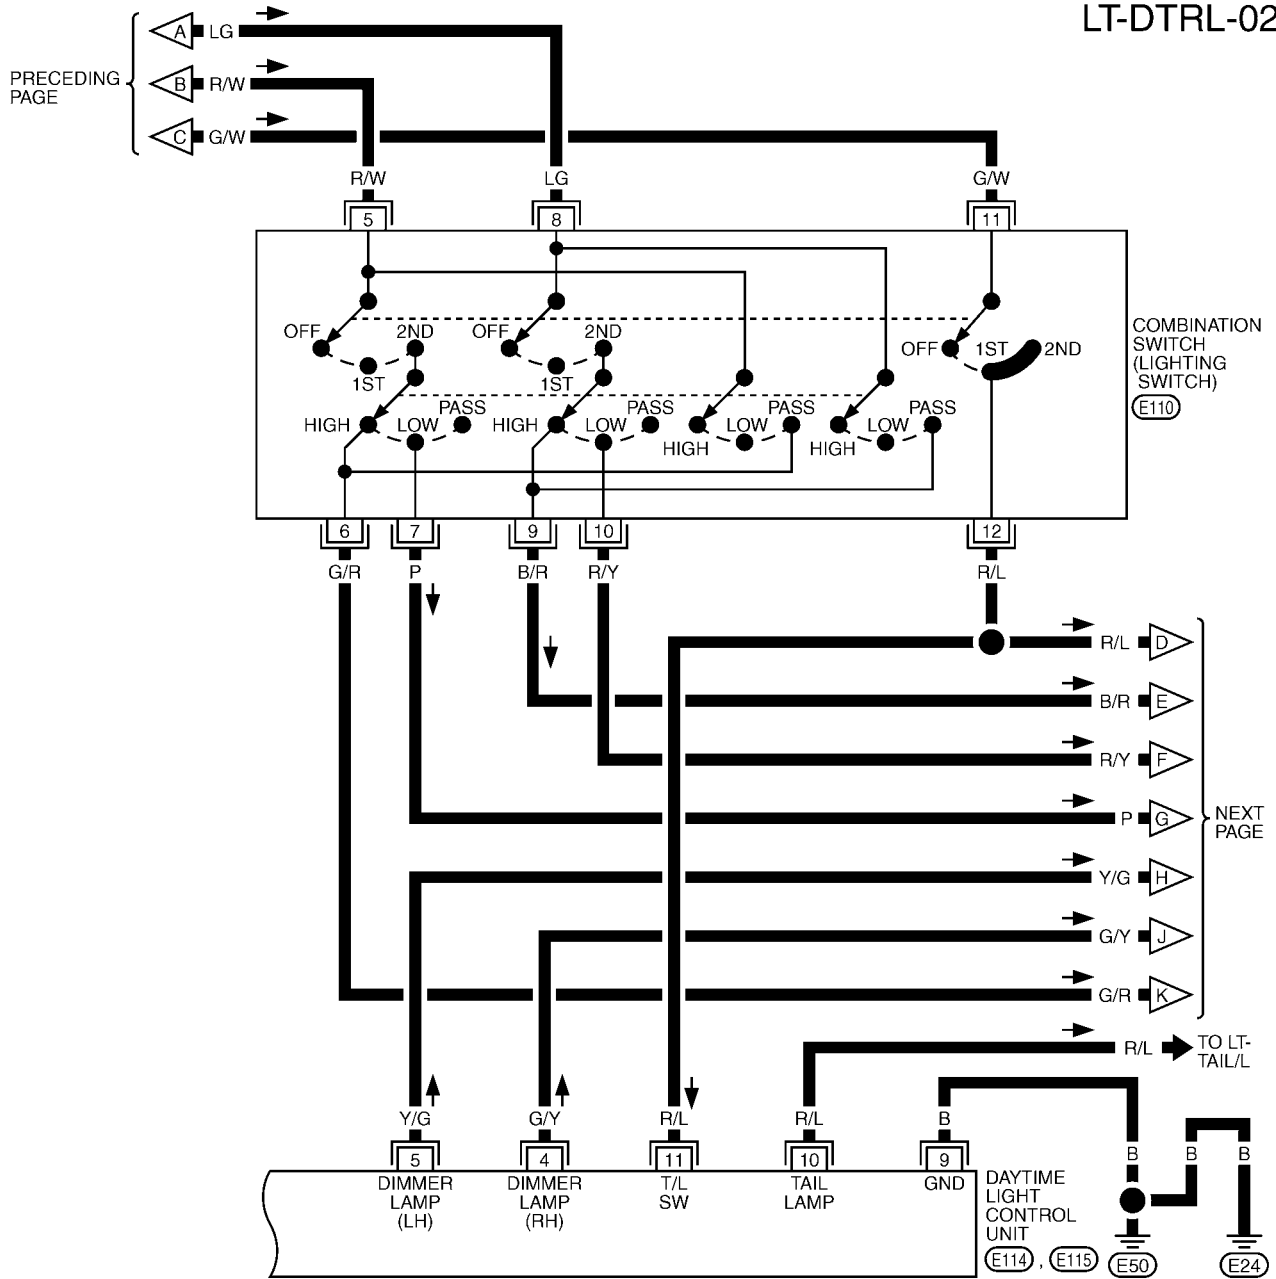 LT-DTRL-02
PRECEDING
PAGE
A LG
B R/W
C G/W
R/W LG G/W
5 8 11
OFF 2ND OFF 2ND OFF 1ST 2ND
1ST 1ST
HIGH LOW PASS HIGH LOW PASS HIGH LOW PASS HIGH LOW PASS
COMBINATION
SWITCH
(LIGHTING
SWITCH)
E110
6 7 9 10 12
G/R P B/R R/Y R/L
R/L D
B/R E
R/Y F
P G
Y/G H
G/Y J
G/R K
NEXT
PAGE
R/L TO LT-
TAIL/L
Y/G G/Y R/L R/L B
B B B
5 4 11 10 9
DIMMER
LAMP
(LH)
DIMMER
LAMP
(RH)
T/L
SW
TAIL
LAMP
GND
DAYTIME
LIGHT
CONTROL
UNIT
E114 , E115
E50 E24